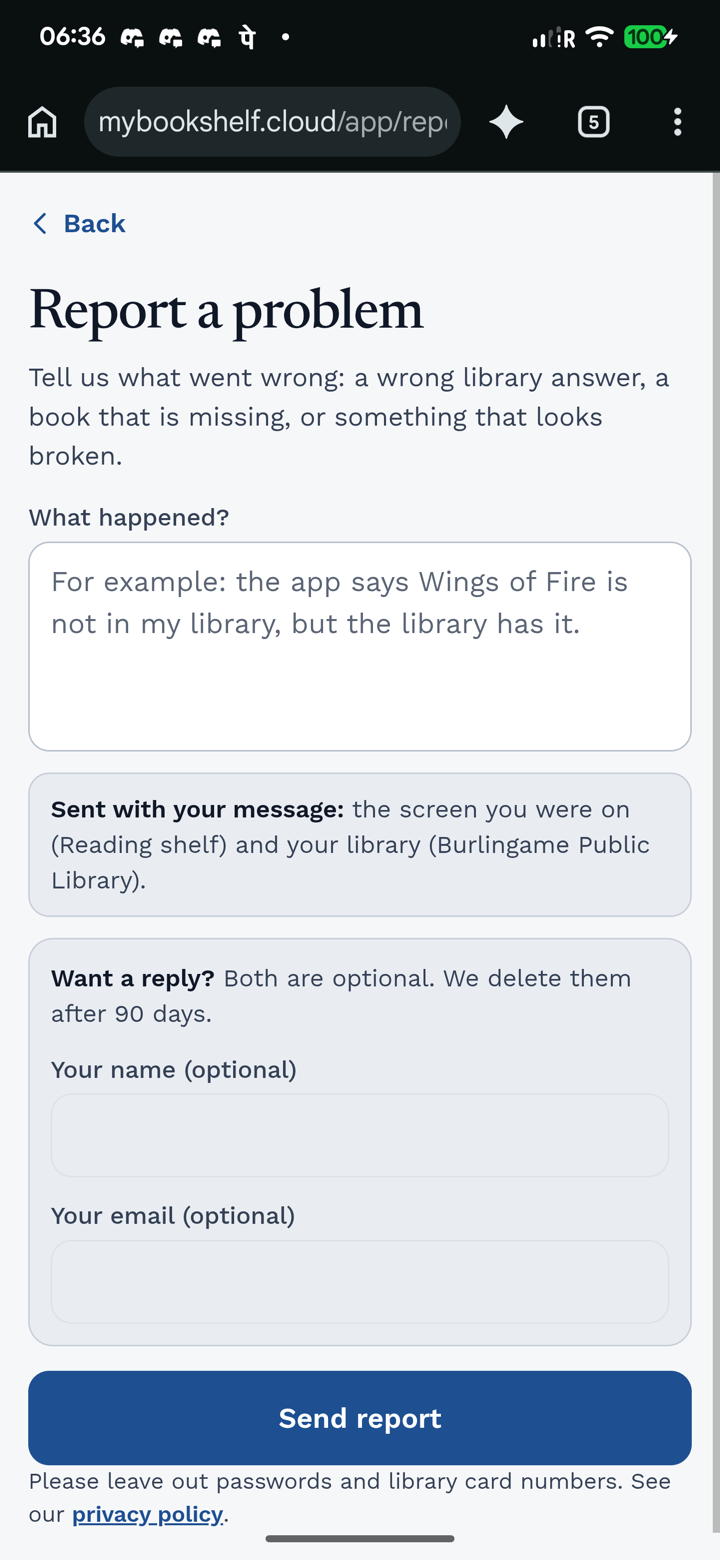 06:36 पे
R 100
mybookshelf.cloud/app/rep
5
Back
Report a problem
Tell us what went wrong: a wrong library answer, a
book that is missing, or something that looks
broken.
What happened?
For example: the app says Wings of Fire is
not in my library, but the library has it.
Sent with your message: the screen you were on
(Reading shelf) and your library (Burlingame Public
Library).
Want a reply? Both are optional. We delete them
after 90 days.
Your name (optional)
Your email (optional)
Send report
Please leave out passwords and library card numbers. See
our privacy policy.